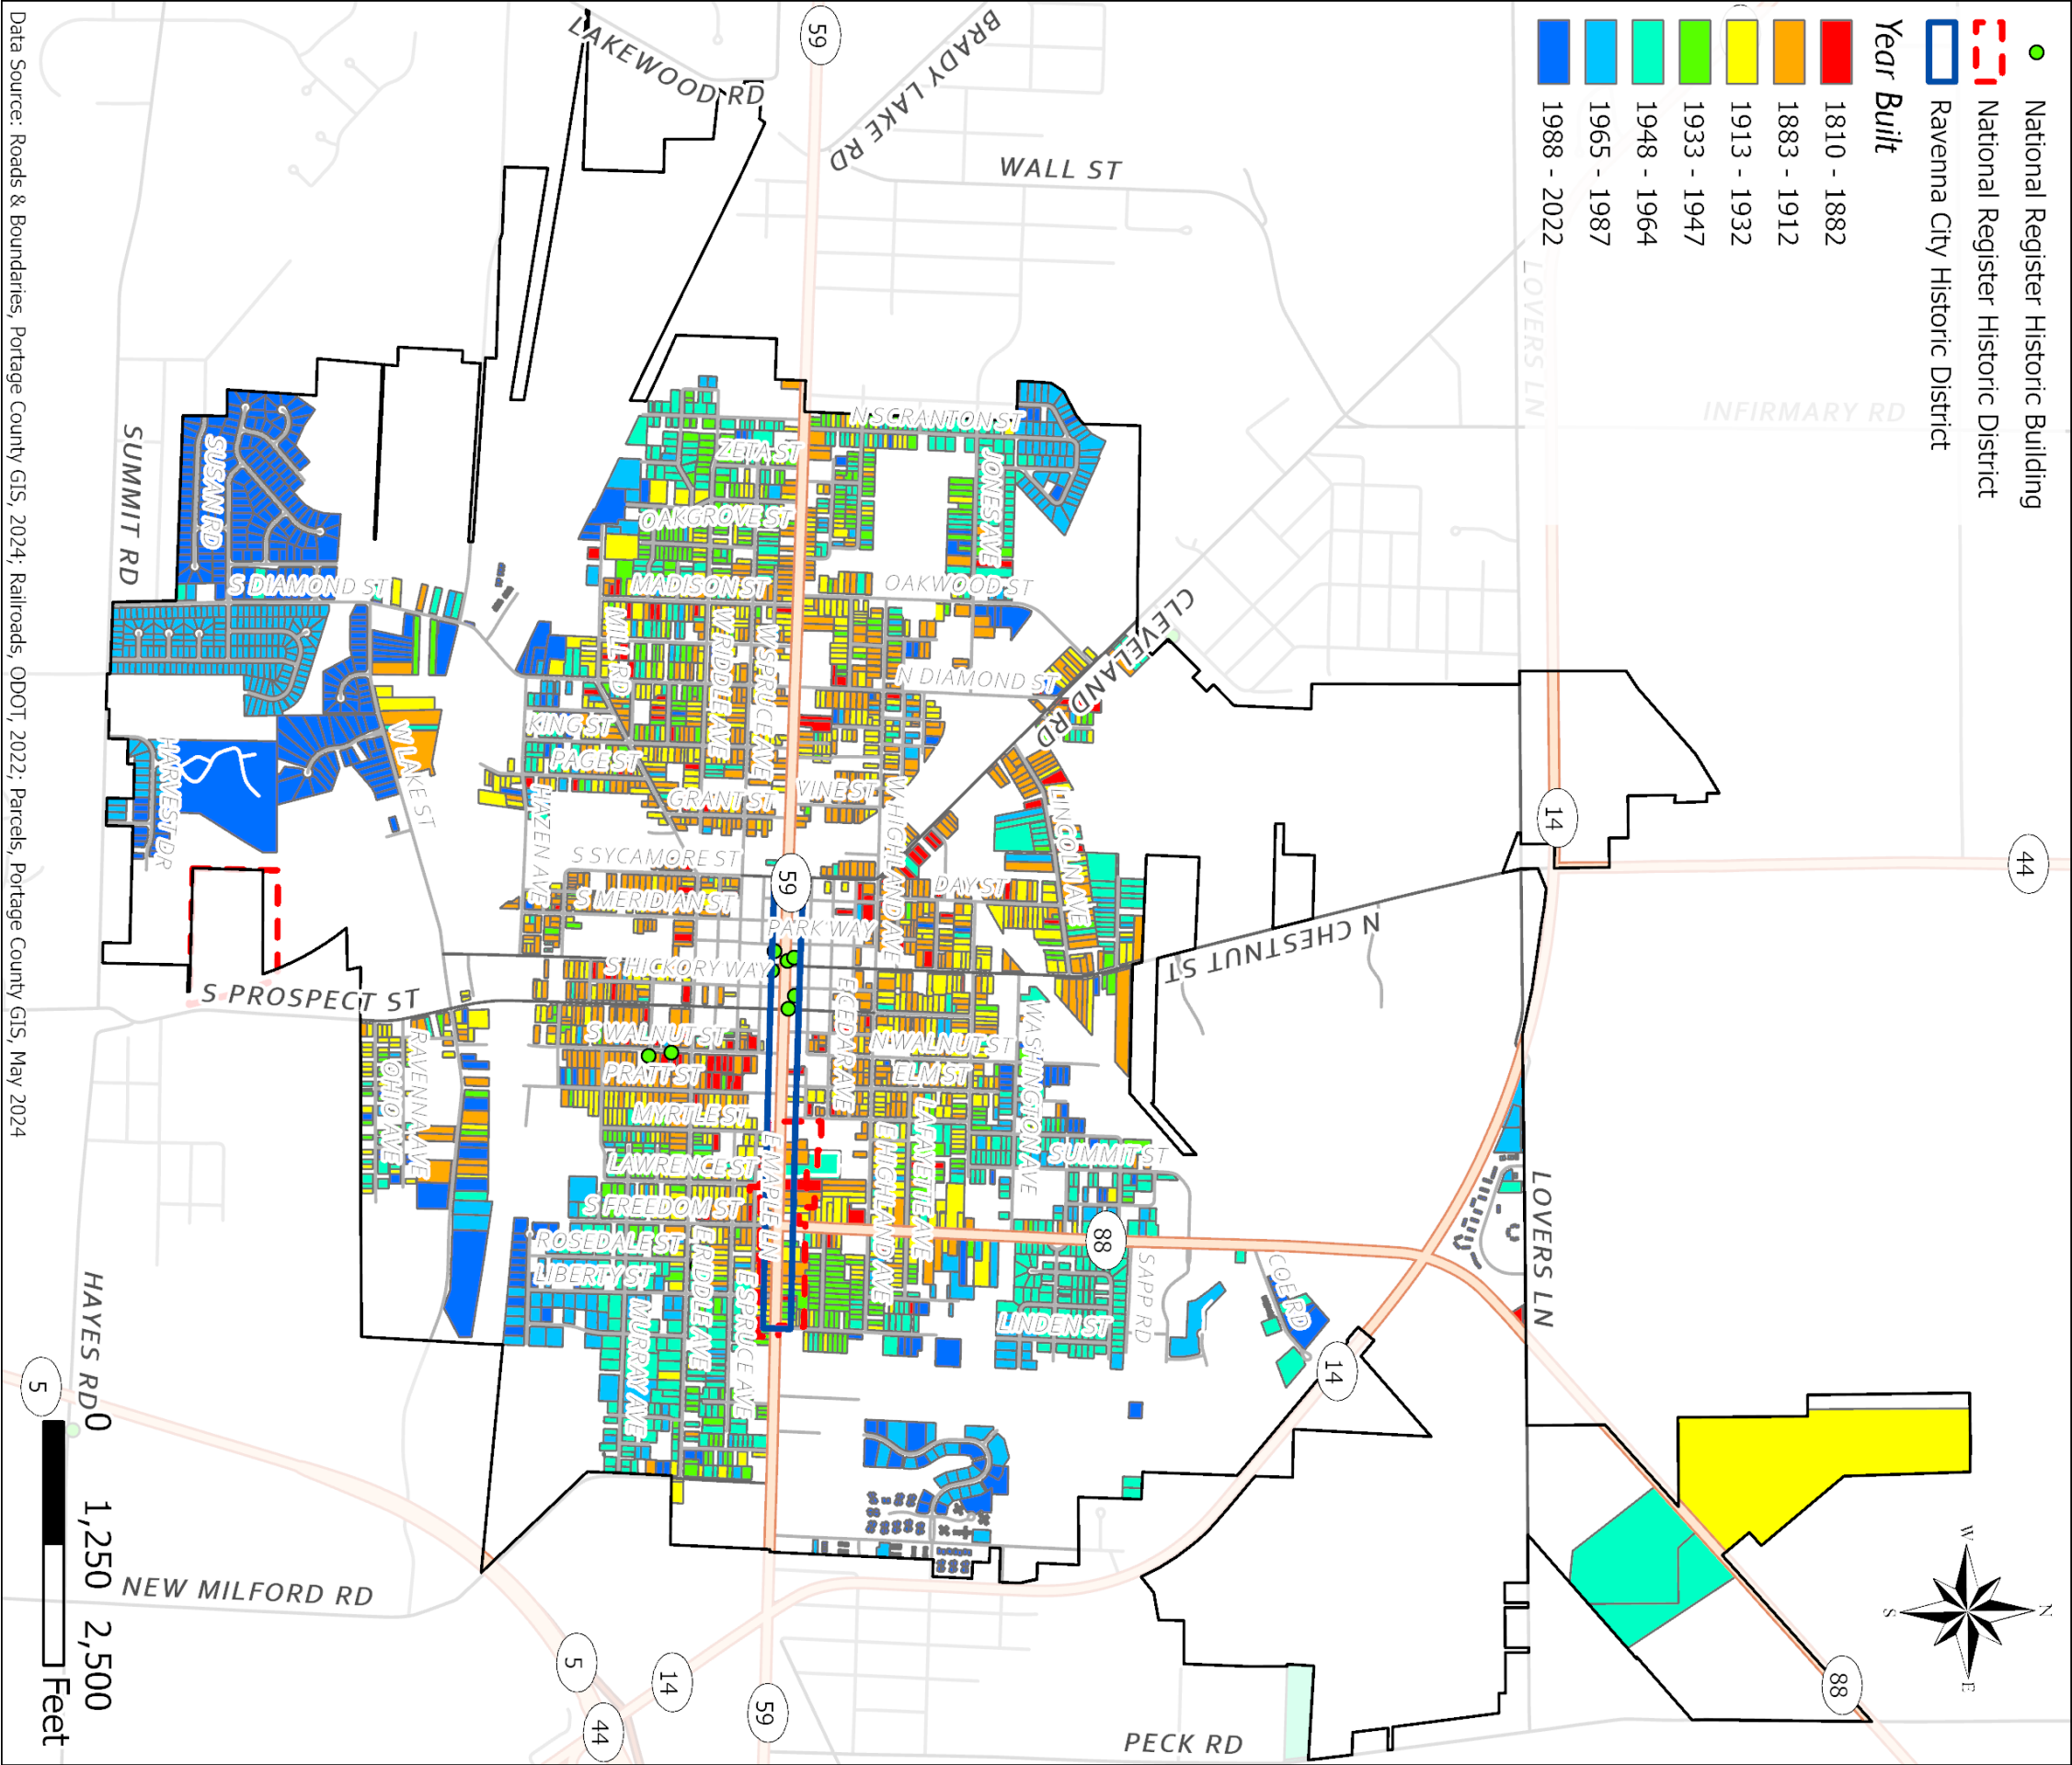 National Register Historic Building
National Register Historic District
Ravenna City Historic District
Year Built
1810 - 1882
1883 - 1912
1913 - 1932
1933 - 1947
1948 - 1964
1965 - 1987
1988 - 2022
LAKEWOOD RD
59
BRADY LAKE RD
WALL ST
LOVERS LN
INFIRMARY RD
SUMMIT RD
SUSAN RD
S DIAMOND ST
ZETA ST
OAKGROVE ST
MADISON ST
N SCRANTON ST
JONES AVE
OAKWOOD ST
CLEVELAND RD
N DIAMOND ST
MILL RD
W RIDDLE AVE
W SPRUCE AVE
KING ST
PAGE ST
GRANT ST
VINE ST
W HIGHLAND AVE
LINCOLN AVE
W LAKE ST
HARVEST DR
HAZEN AVE
S SYCAMORE ST
S MERIDIAN ST
59
DAY ST
PARK WAY
14
44
N CHESTNUT ST
S HICKORY WAY
S PROSPECT ST
S WALNUT ST
PRATT ST
MYRTLE ST
LAWRENCE ST
S FREEDOM ST
ROSEDALE ST
LIBERTY ST
RAVENNA AVE
OHIO AVE
E CEDAR AVE
N WALNUT ST
ELM ST
WASHINGTON AVE
LAFAYETTE AVE
E HIGHLAND AVE
SUMMIT ST
E MAPLE LN
E RIDDLE AVE
E SPRUCE AVE
MURRAY AVE
88
SAPP RD
LINDEN ST
COE RD
14
LOVERS LN
HAYES RD
5
NEW MILFORD RD
5
14
44
59
PECK RD
88
W
N
S
E
0 1,250 2,500
Feet
Data Source: Roads & Boundaries, Portage County GIS, 2024; Railroads, ODOT, 2022; Parcels, Portage County GIS, May 2024